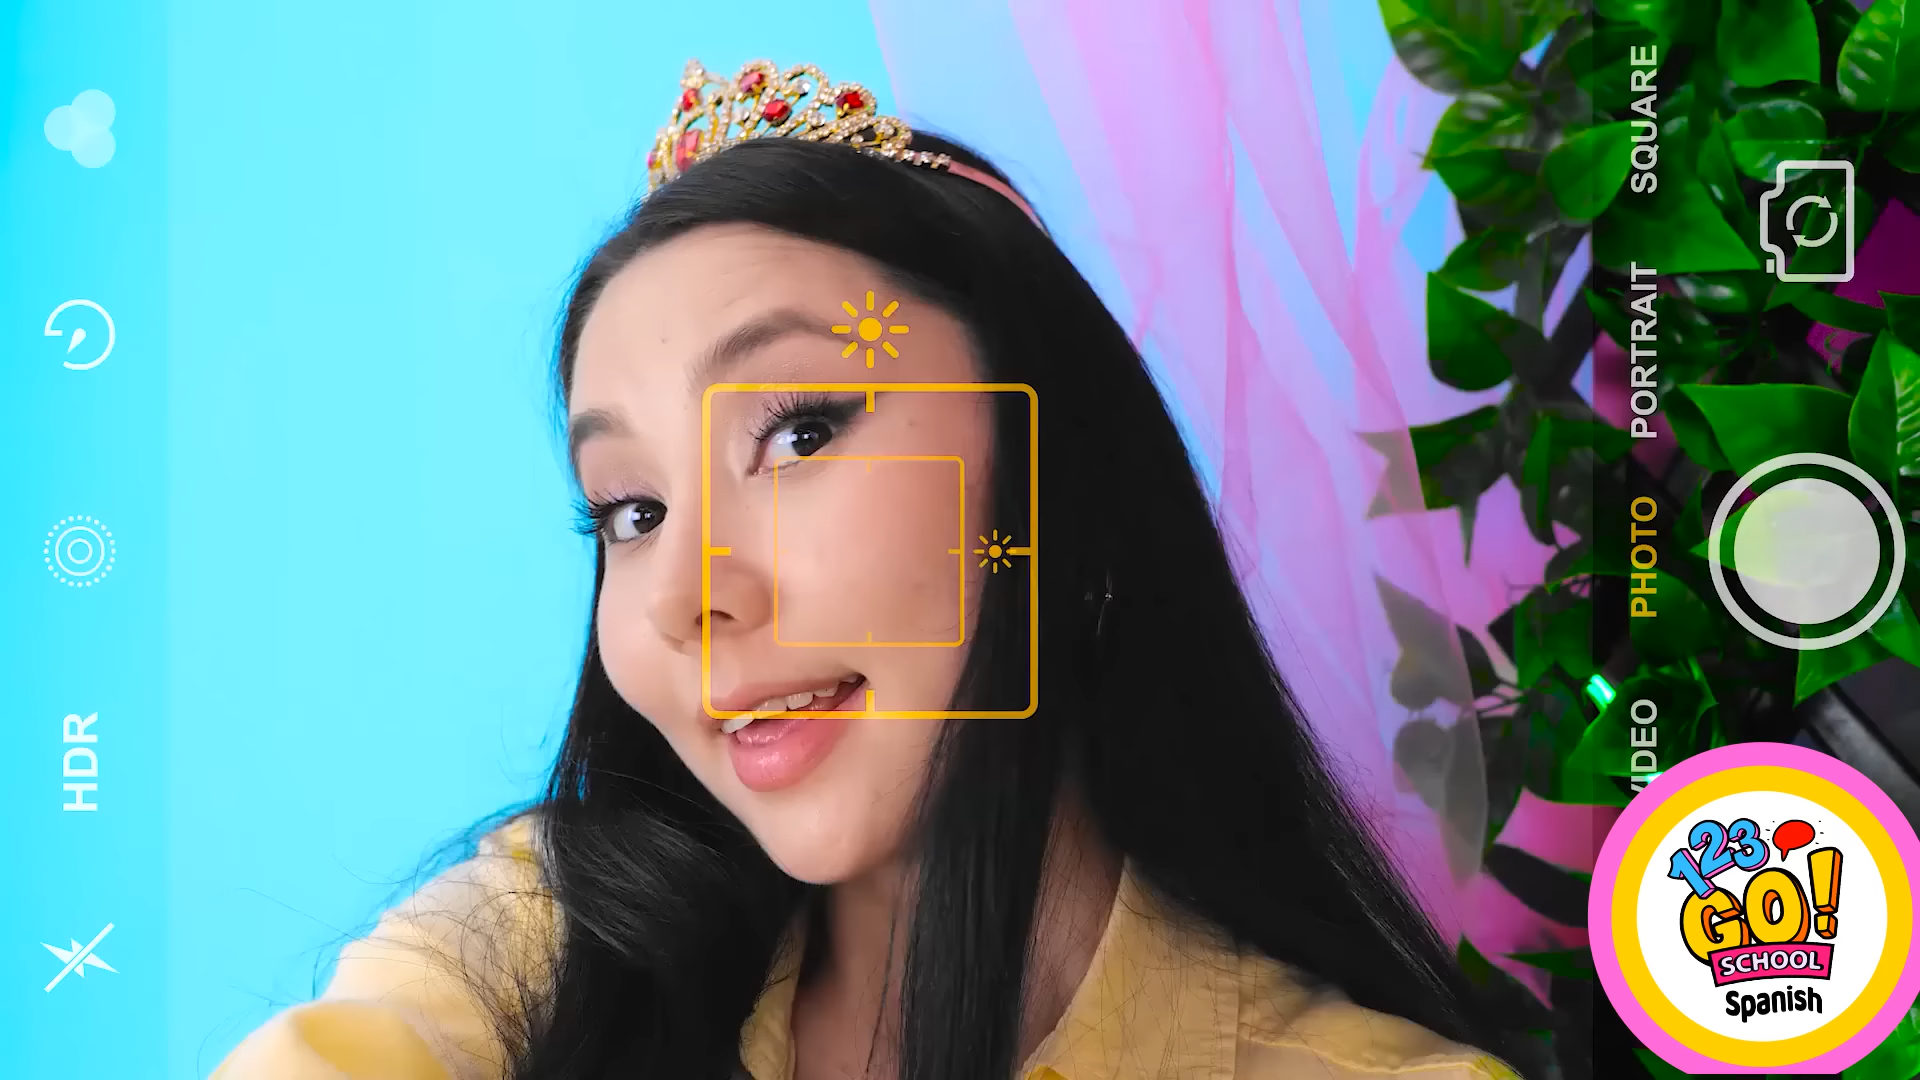 HDR
SQUARE
PORTRAIT
PHOTO
VIDEO
123
GO!
SCHOOL
Spanish